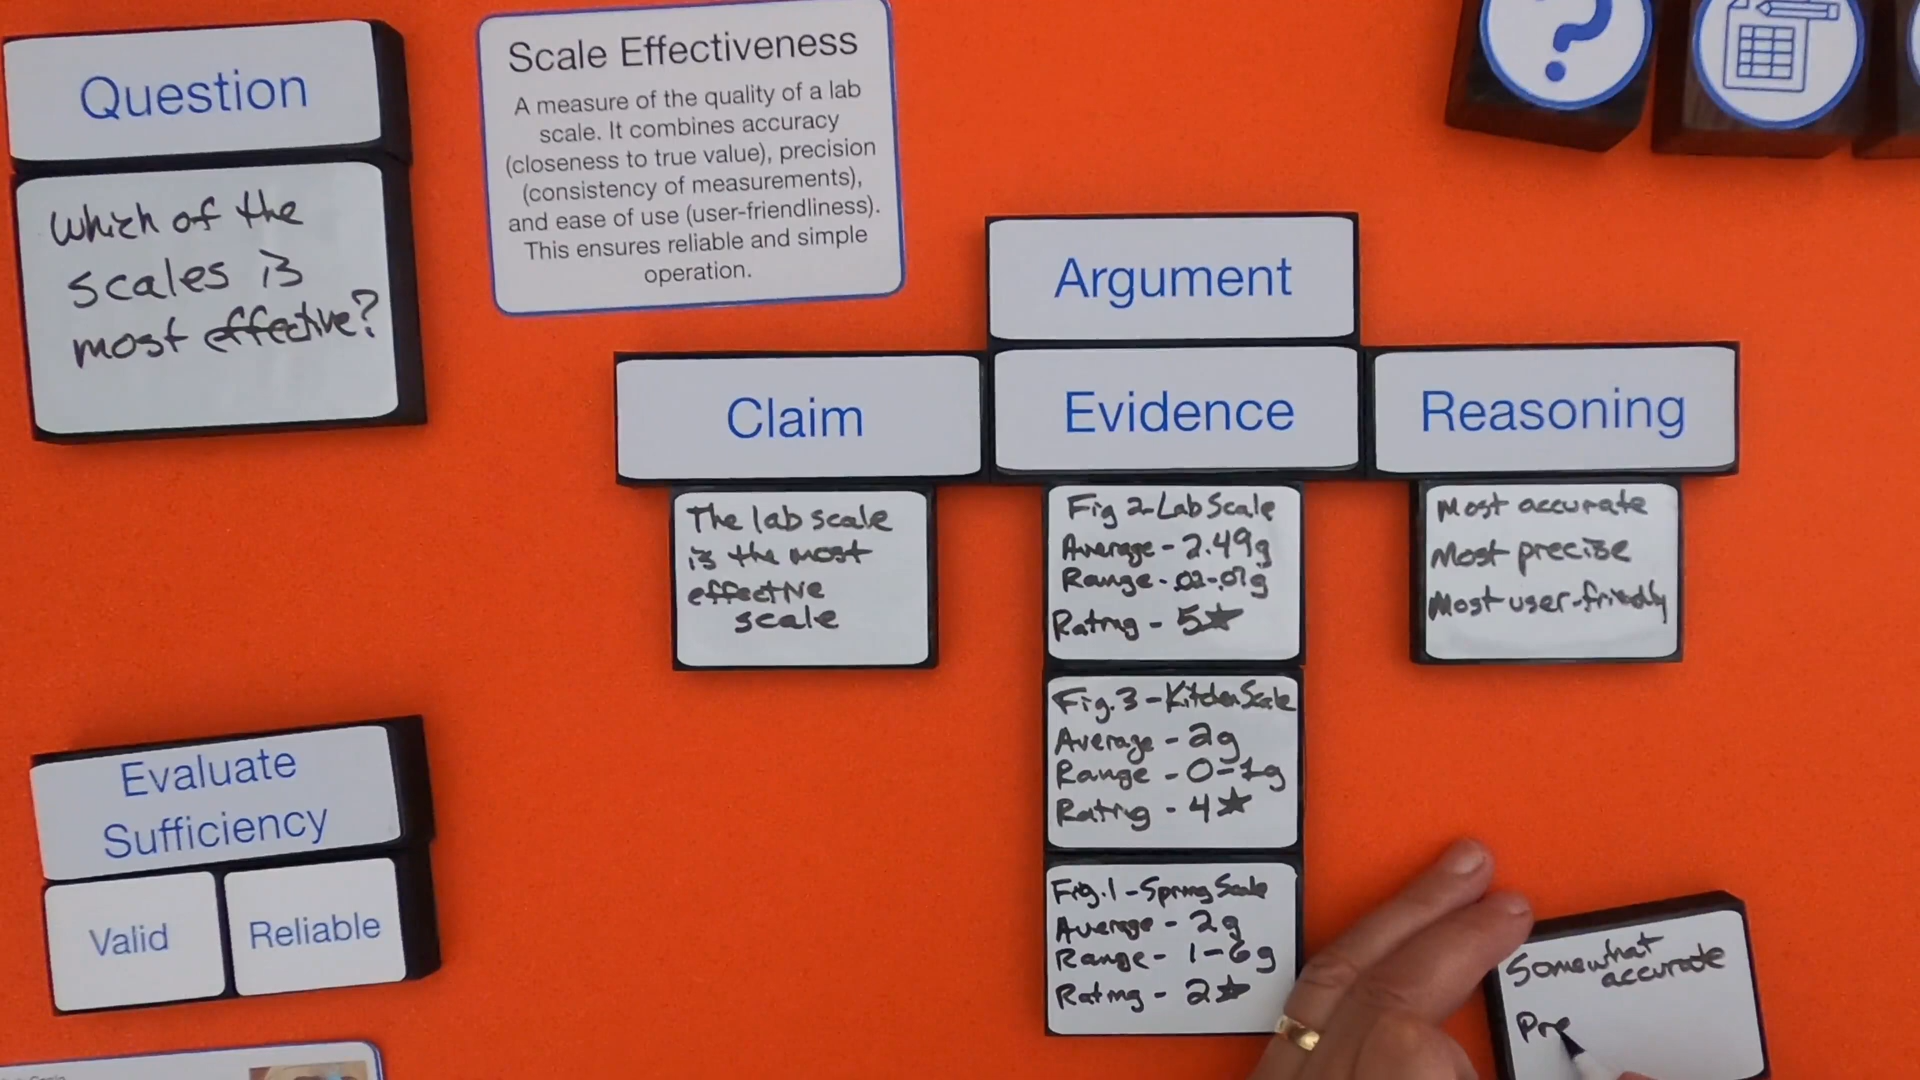 Question
Which of the
scales is
most effective?
Scale Effectiveness
A measure of the quality of a lab
scale. It combines accuracy
(closeness to true value), precision
(consistency of measurements),
and ease of use (user-friendliness).
This ensures reliable and simple
operation.
?
Argument
Claim
The lab scale
is the most
effective
scale
Evidence
Fig 2-Lab Scale
Average - 2.49g
Range - .02-.07g
Rating - 5★
Fig. 3 - Kitchen Scale
Average - 2g
Range - 0-1g
Rating - 4★
Fig. 1 - Spring Scale
Average - 2g
Range - 1-6g
Rating - 2★
Reasoning
Most accurate
Most precise
Most user-friendly
Somewhat
accurate
Pre
Evaluate
Sufficiency
Valid
Reliable